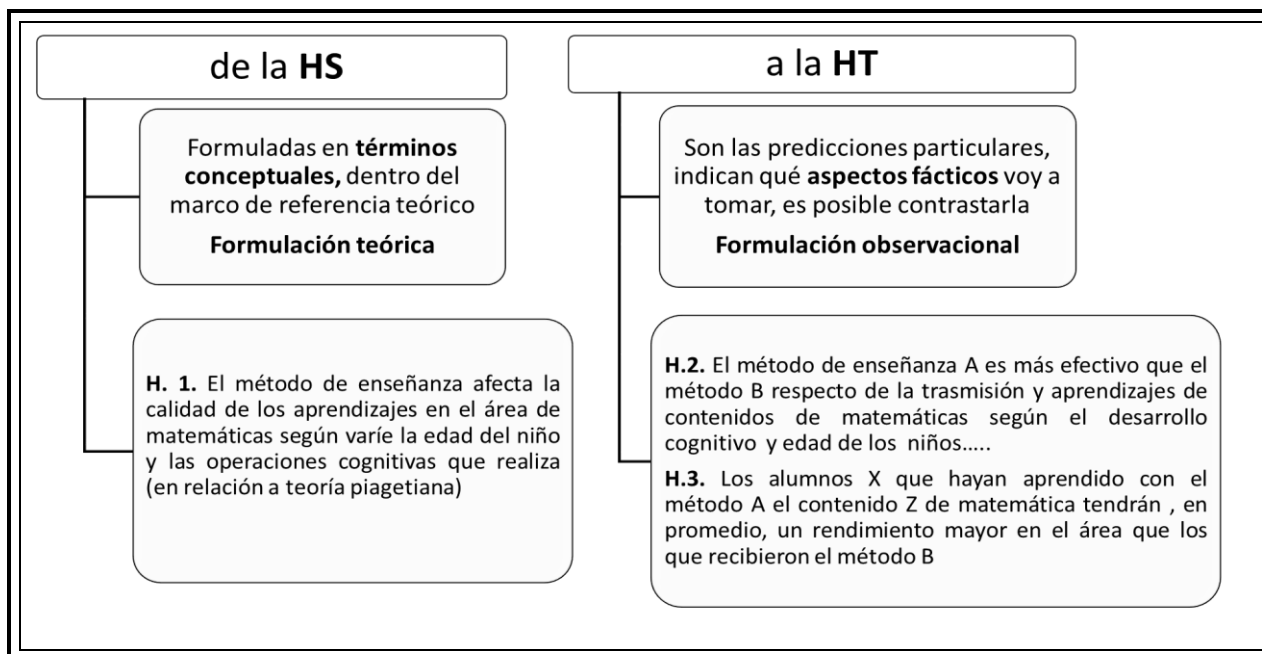 de la HS
Formuladas en términos
conceptuales, dentro del
marco de referencia teórico
Formulación teórica
H. 1. El método de enseñanza afecta la
calidad de los aprendizajes en el área de
matemáticas según varíe la edad del niño
y las operaciones cognitivas que realiza
(en relación a teoría piagetiana)
a la HT
Son las predicciones particulares,
indican qué aspectos fácticos voy a
tomar, es posible contrastarla
Formulación observacional
H.2. El método de enseñanza A es más efectivo que el
método B respecto de la trasmisión y aprendizajes de
contenidos de matemáticas según el desarrollo
cognitivo y edad de los niños.....
H.3. Los alumnos X que hayan aprendido con el
método A el contenido Z de matemática tendrán , en
promedio, un rendimiento mayor en el área que los
que recibieron el método B